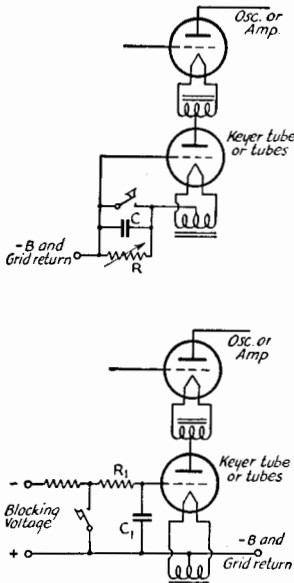 Osc. or
Amp.
Keyer tube
or tubes
C
-B and
Grid return
R
Osc. or
Amp
Keyer tube
or tubes
-
R1
Blocking
Voltage
C1
+
-B and
Grid return